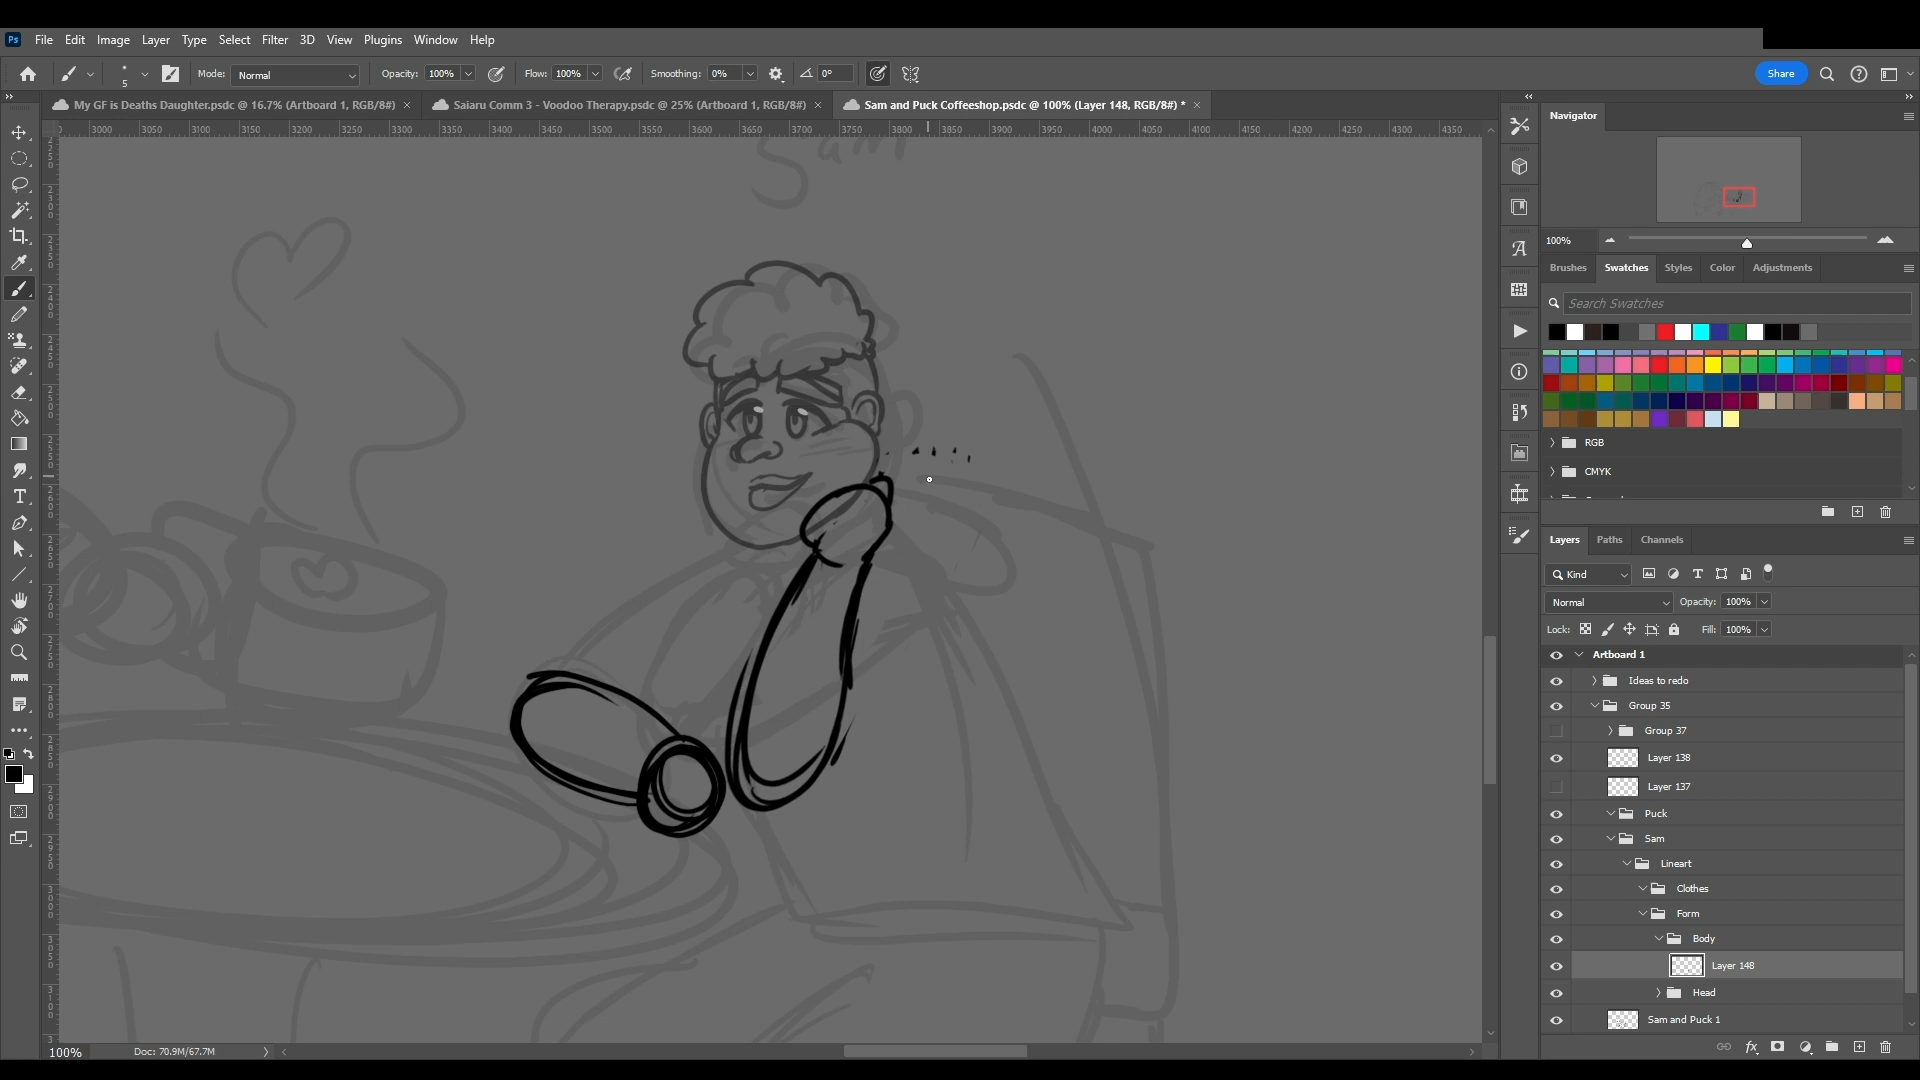 Ps File Edit Image Layer Type Select Filter 3D View Plugins Window Help
5 Mode: Normal Opacity: 100% Flow: 100% Smoothing: 0% 0° Share
My GF is Deaths Daughter.psdc @ 16.7% (Artboard 1, RGB/8#) × Saiaru Comm 3 - Voodoo Therapy.psdc @ 25% (Artboard 1, RGB/8#) × Sam and Puck Coffeeshop.psdc @ 100% (Layer 148, RGB/8#) * ×
3000 3050 3100 3150 3200 3250 3300 3350 3400 3450 3500 3550 3600 3650 3700 3750 3800 3850 3900 3950 4000 4050 4100 4150 4200 4250 4300 4350
Sam
Navigator
100%
Brushes Swatches Styles Color Adjustments
Search Swatches
RGB
CMYK
Layers Paths Channels
Kind
Normal Opacity: 100%
Lock: Fill: 100%
Artboard 1
Ideas to redo
Group 35
Group 37
Layer 138
Layer 137
Puck
Sam
Lineart
Clothes
Form
Body
Layer 148
Head
Sam and Puck 1
100% Doc: 70.9M/67.7M